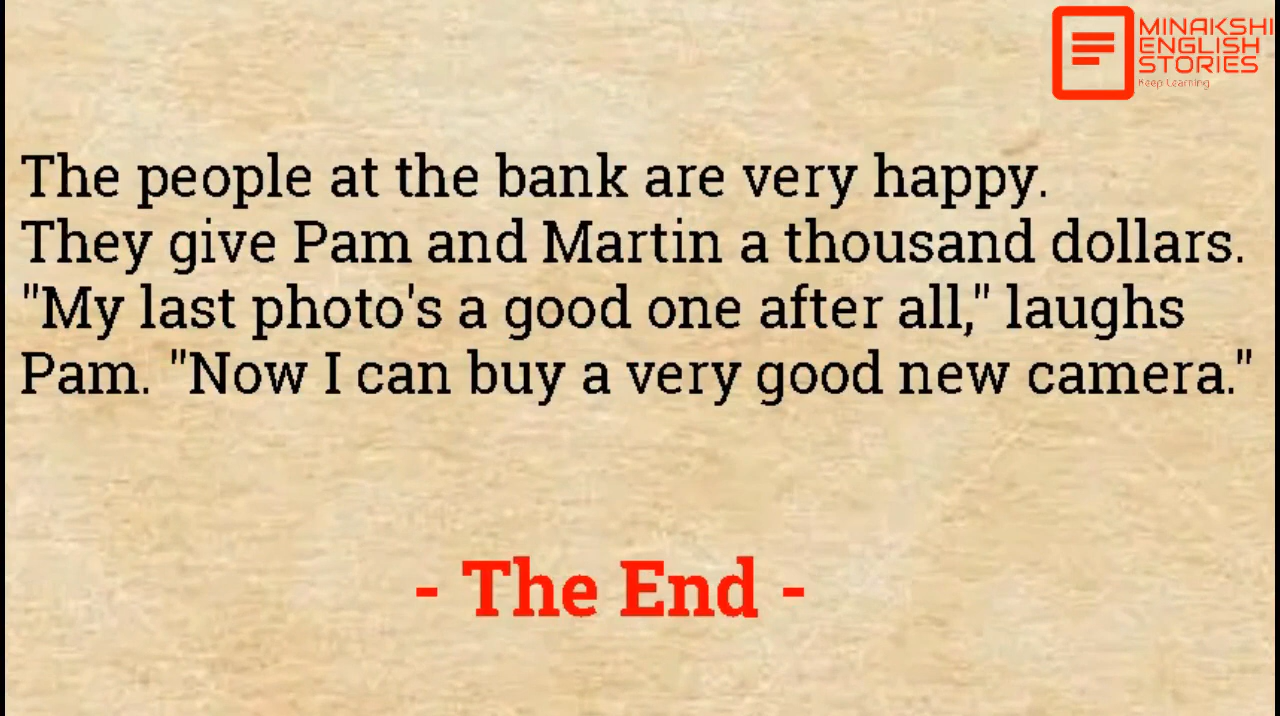 MINAKSHI
ENGLISH
STORIES
Keep Learning
The people at the bank are very happy.
They give Pam and Martin a thousand dollars.
"My last photo's a good one after all," laughs
Pam. "Now I can buy a very good new camera."
- The End -